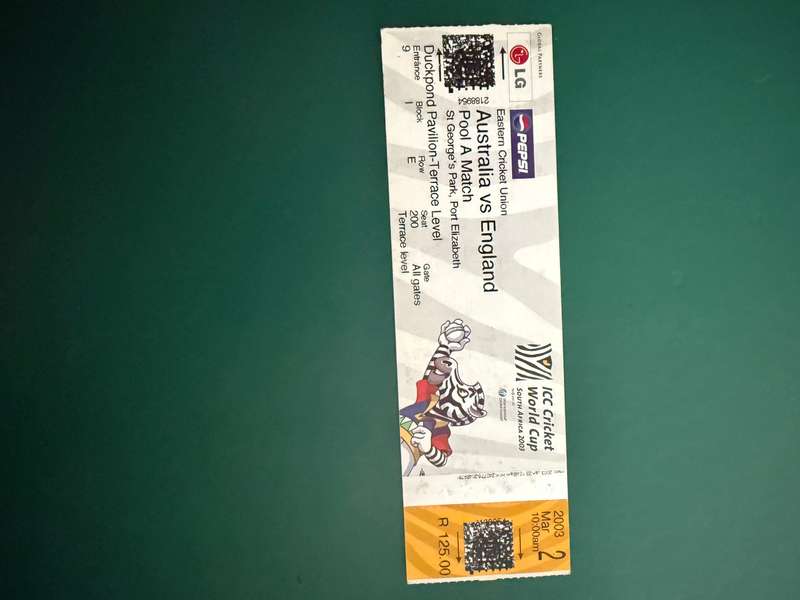 GLOBAL PARTNERS
LG
PEPSI
2188954
Eastern Cricket Union
Australia vs England
Pool A Match
St George's Park, Port Elizabeth
Duckpond Pavilion-Terrace Level
Entrance Block Row Seat Gate
9 I E 200 All gates
Terrace level
ICC Cricket
World Cup
SOUTH AFRICA 2003
2003
Mar 2
10:00am
R 125.00